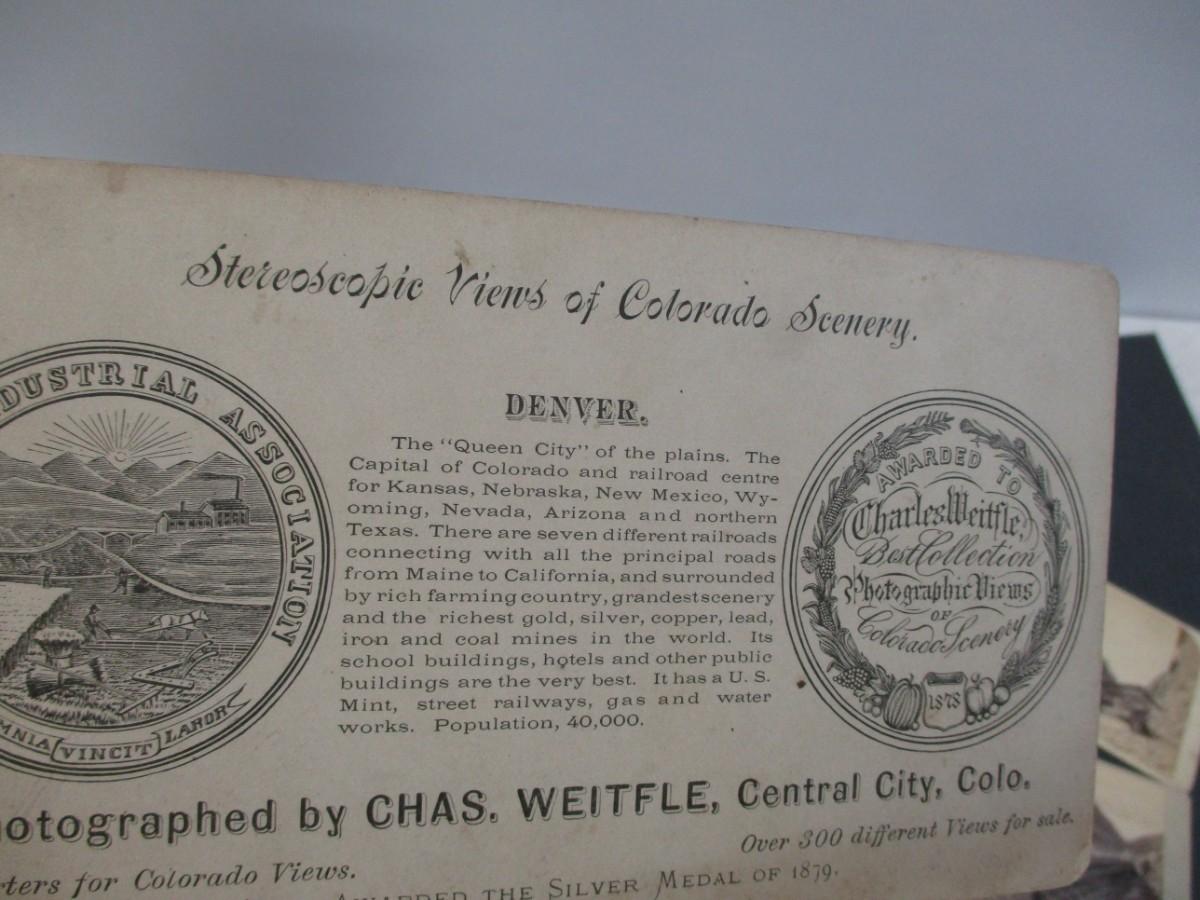 Stereoscopic Views of Colorado Scenery.
DUSTRIAL ASSOCIATION
MNIA VINCIT LABOR
DENVER.
The "Queen City" of the plains. The
Capital of Colorado and railroad centre
for Kansas, Nebraska, New Mexico, Wy-
oming, Nevada, Arizona and northern
Texas. There are seven different railroads
connecting with all the principal roads
from Maine to California, and surrounded
by rich farming country, grandest scenery
and the richest gold, silver, copper, lead,
iron and coal mines in the world. Its
school buildings, hotels and other public
buildings are the very best. It has a U. S.
Mint, street railways, gas and water
works. Population, 40,000.
AWARDED TO
Charles Weitfle,
Best Collection
Photographic Views
OF
Colorado Scenery
1878
otographed by CHAS. WEITFLE, Central City, Colo.
rters for Colorado Views.
Over 300 different Views for sale.
AWARDED THE SILVER MEDAL OF 1879.